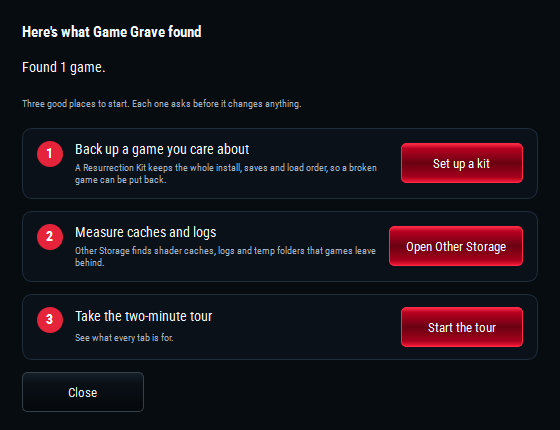 Here's what Game Grave found
Found 1 game.
Three good places to start. Each one asks before it changes anything.
1
Back up a game you care about
A Resurrection Kit keeps the whole install, saves and load order, so a broken
game can be put back.
Set up a kit
2
Measure caches and logs
Other Storage finds shader caches, logs and temp folders that games leave
behind.
Open Other Storage
3
Take the two-minute tour
See what every tab is for.
Start the tour
Close